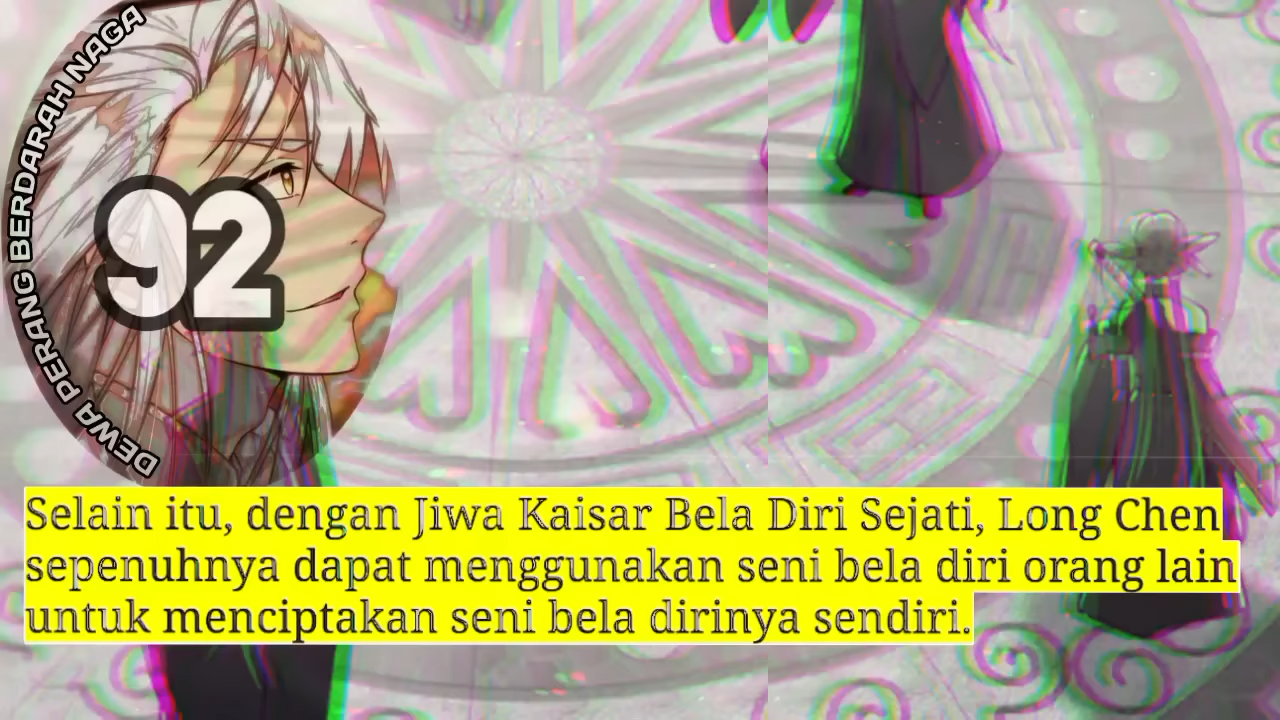 DEWA PERANG BERDARAH NAGA
92
Selain itu, dengan Jiwa Kaisar Bela Diri Sejati, Long Chen
sepenuhnya dapat menggunakan seni bela diri orang lain
untuk menciptakan seni bela dirinya sendiri.